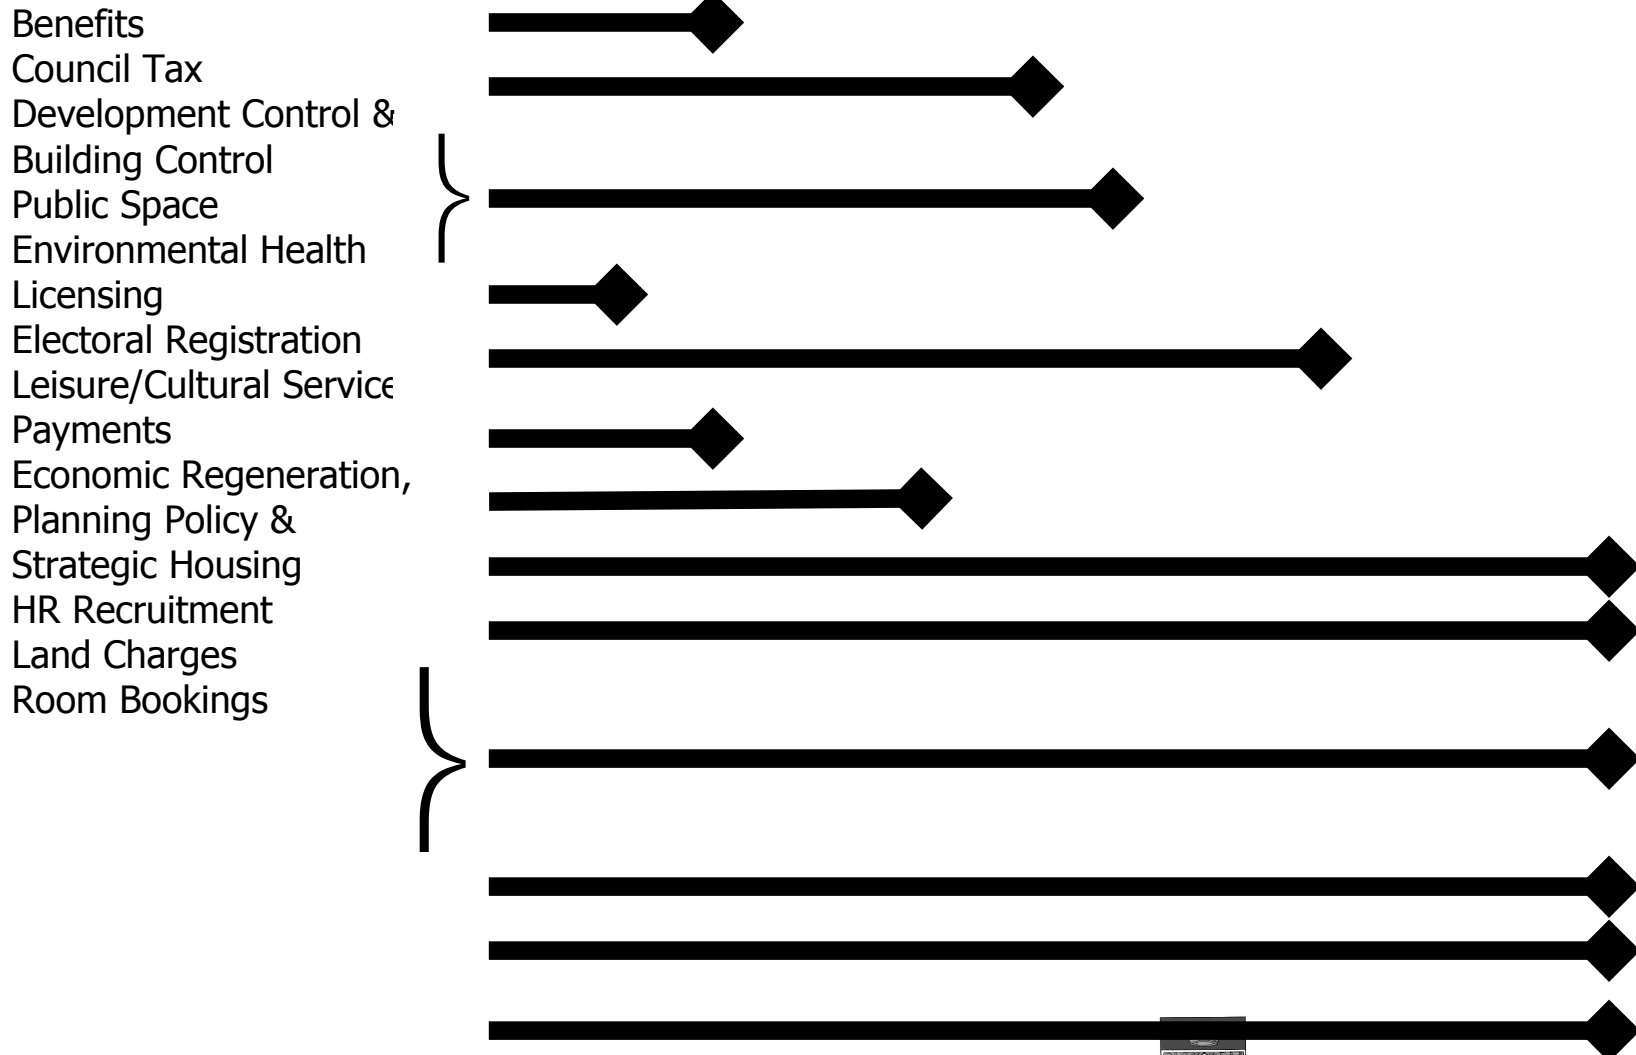 Benefits
Council Tax
Development Control &
Building Control
Public Space
Environmental Health
Licensing
Electoral Registration
Leisure/Cultural Service
Payments
Economic Regeneration,
Planning Policy &
Strategic Housing
HR Recruitment
Land Charges
Room Bookings